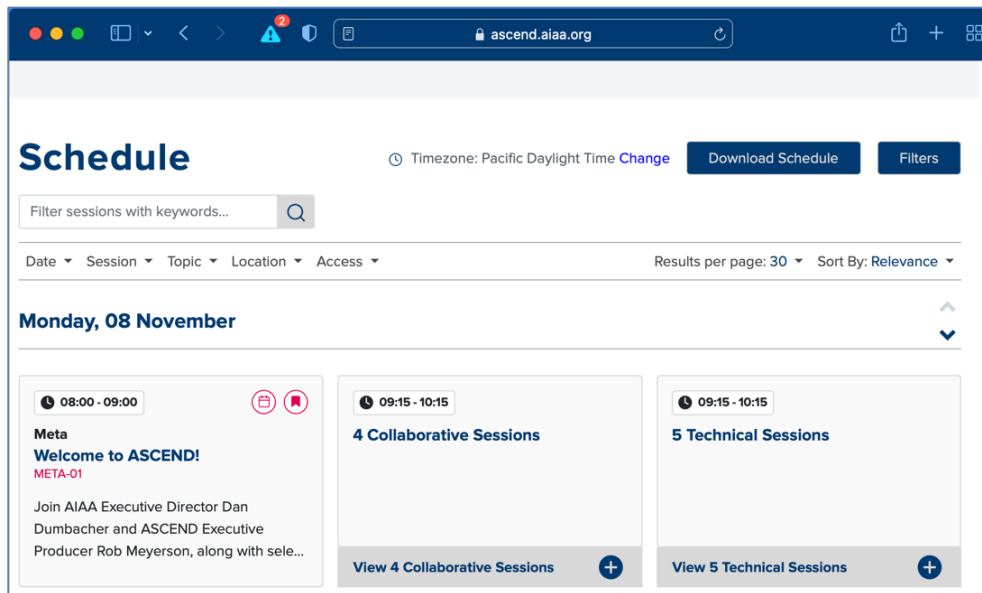 2
ascend.aiaa.org
Schedule
Timezone: Pacific Daylight Time Change
Download Schedule
Filters
Filter sessions with keywords...
Date Session Topic Location Access
Results per page: 30 Sort By: Relevance
Monday, 08 November
08:00 - 09:00
Meta
Welcome to ASCEND!
META-01
Join AIAA Executive Director Dan
Dumbacher and ASCEND Executive
Producer Rob Meyerson, along with sele...
09:15 - 10:15
4 Collaborative Sessions
View 4 Collaborative Sessions
09:15 - 10:15
5 Technical Sessions
View 5 Technical Sessions